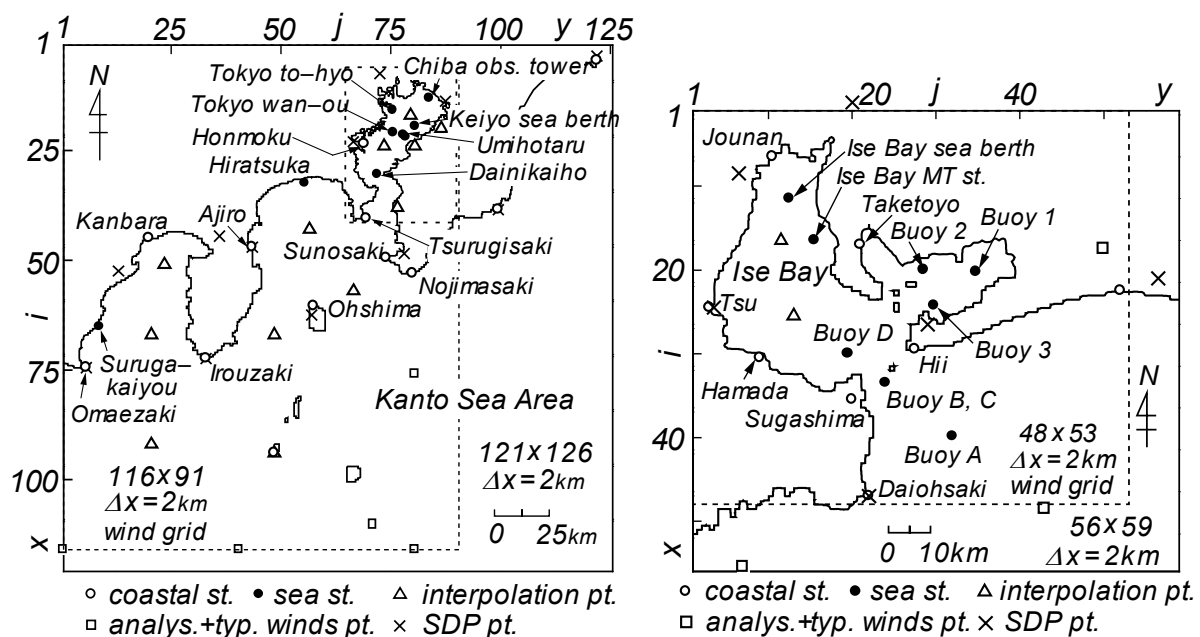 1 25 j 75 y
50 100 125
1
N
Tokyo to–hyo
Chiba obs. tower
Tokyo wan–ou
Keiyo sea berth
Honmoku
Umihotaru
25
Hiratsuka
Dainikaiho
Kanbara
Ajiro
Sunosaki
Tsurugisaki
50
Nojimasaki
i
Ohshima
75
Suruga–
kaiyou
Irouzaki
Omaezaki
Kanto Sea Area
100
116x91
Δx=2km
wind grid
121x126
Δx=2km
0 25km
x
○ coastal st. ● sea st. △ interpolation pt.
□ analys.+typ. winds pt. × SDP pt.
1 20 j 40 y
1
Jounan
Ise Bay sea berth
Ise Bay MT st.
Taketoyo
Buoy 2
Buoy 1
20
Ise Bay
Tsu
Buoy D
Buoy 3
i
Hii
Hamada
Buoy B, C
N
Sugashima
40
Buoy A
48x53
Δx=2km
wind grid
Daiohsaki
x
0 10km
56x59
Δx=2km
○ coastal st. ● sea st. △ interpolation pt.
□ analys.+typ. winds pt. × SDP pt.